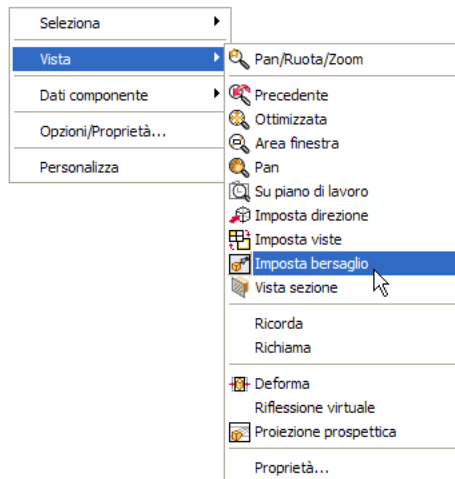 Seleziona
Vista
Dati componente
Opzioni/Proprietà...
Personalizza
Pan/Ruota/Zoom
Precedente
Ottimizzata
Area finestra
Pan
Su piano di lavoro
Imposta direzione
Imposta viste
Imposta bersaglio
Vista sezione
Ricorda
Richiama
Deforma
Riflessione virtuale
Proiezione prospettica
Proprietà...